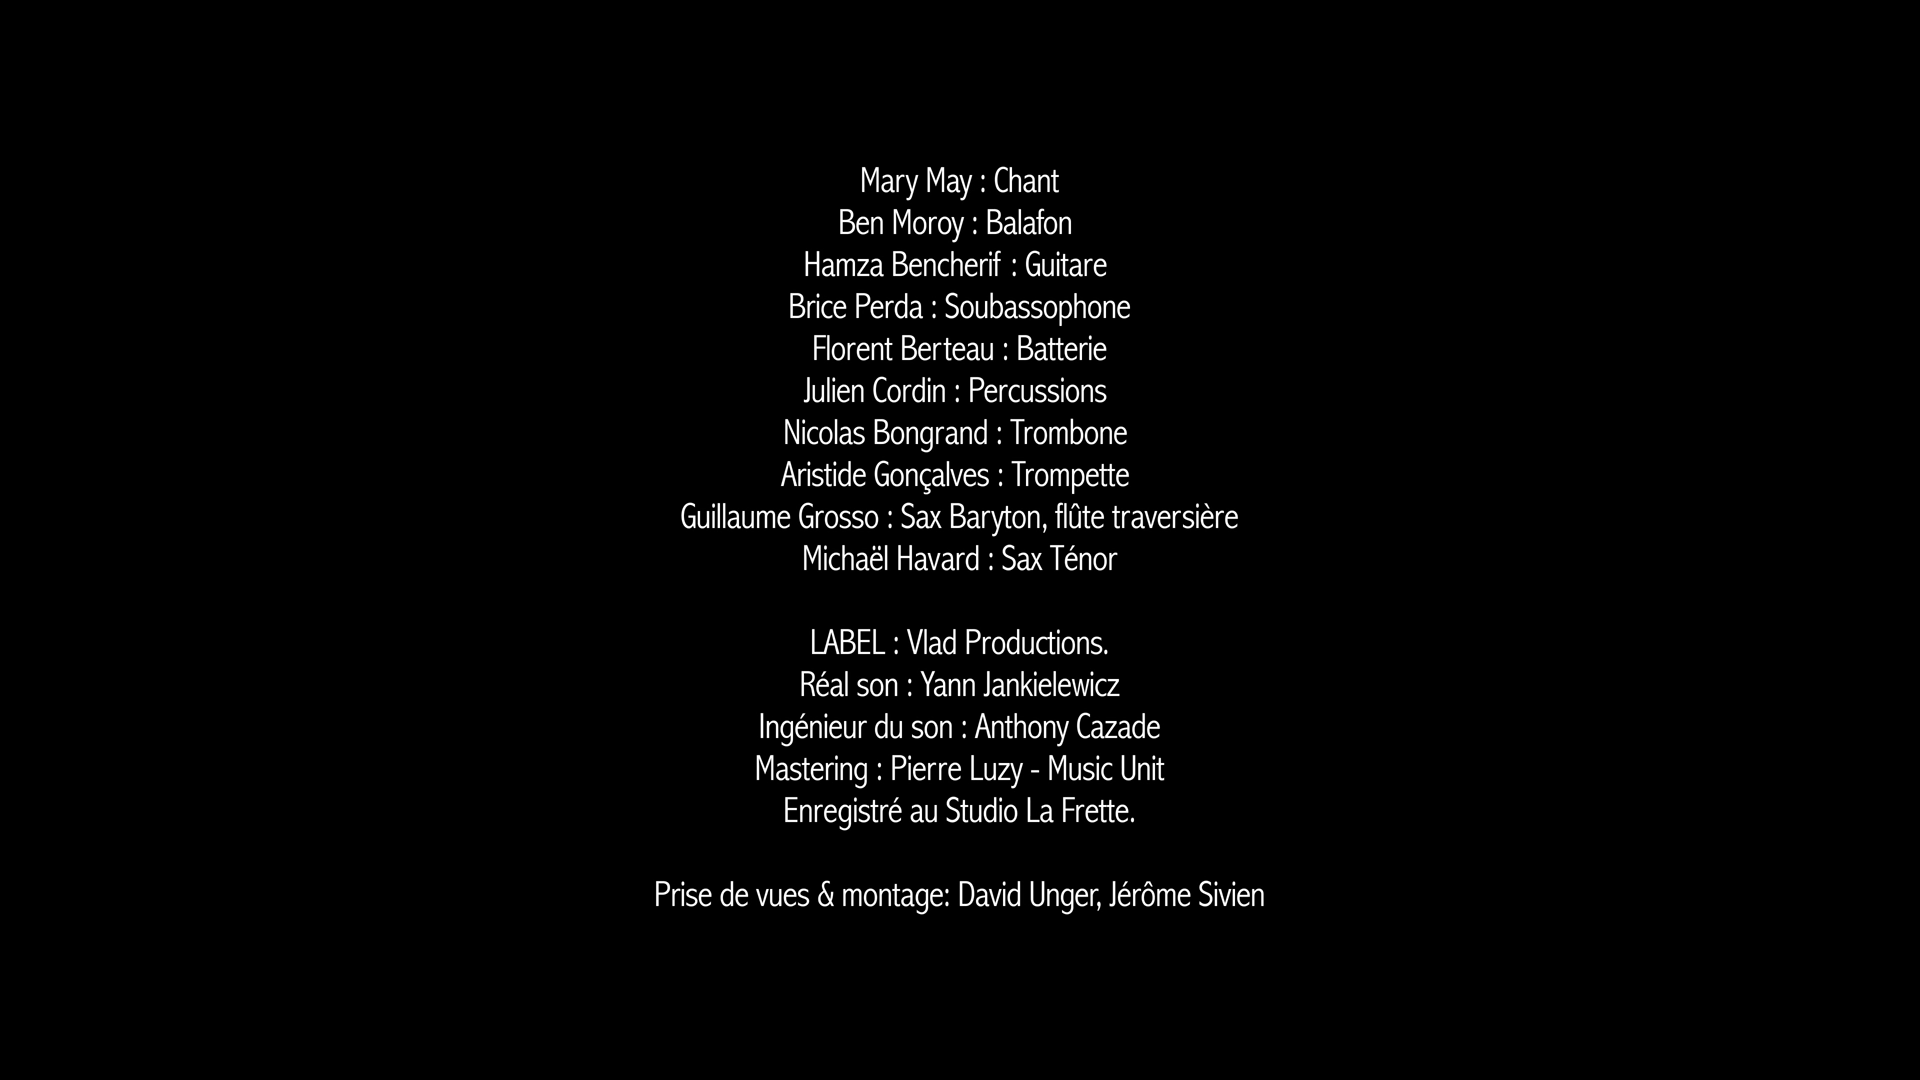 Mary May : Chant
Ben Moroy : Balafon
Hamza Bencherif : Guitare
Brice Perda : Soubassophone
Florent Berteau : Batterie
Julien Cordin : Percussions
Nicolas Bongrand : Trombone
Aristide Gonçalves : Trompette
Guillaume Grosso : Sax Baryton, flûte traversière
Michaël Havard : Sax Ténor
LABEL : Vlad Productions.
Réal son : Yann Jankielewicz
Ingénieur du son : Anthony Cazade
Mastering : Pierre Luzy - Music Unit
Enregistré au Studio La Frette.
Prise de vues & montage: David Unger, Jérôme Sivien